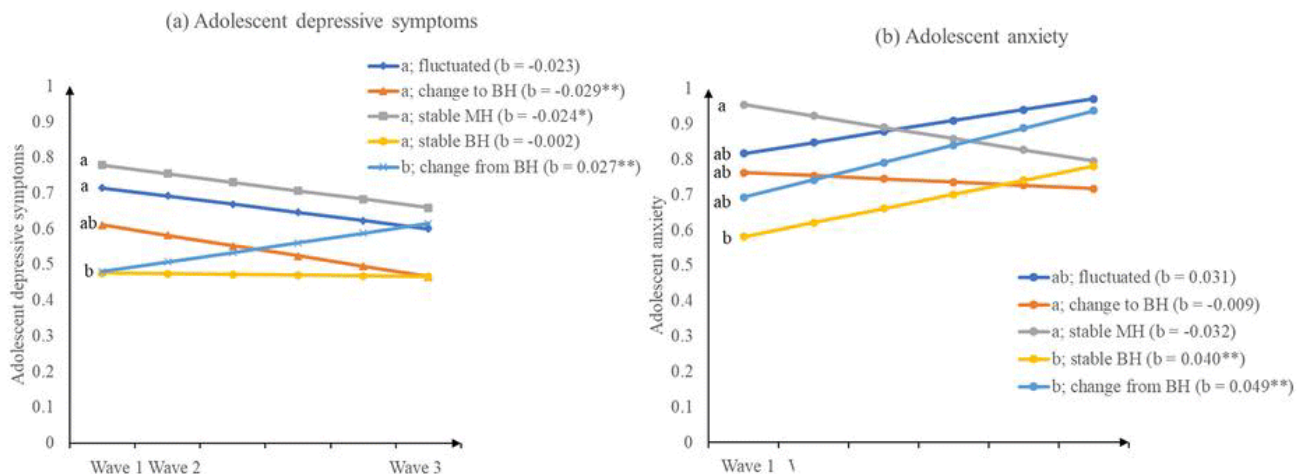 (a) Adolescent depressive symptoms
a; fluctuated (b = -0.023)
a; change to BH (b = -0.029**)
a; stable MH (b = -0.024*)
a; stable BH (b = -0.002)
b; change from BH (b = 0.027**)
Adolescent depressive symptoms
1
0.9
0.8
0.7
0.6
0.5
0.4
0.3
0.2
0.1
0
a
a
ab
b
Wave 1 Wave 2 Wave 3
(b) Adolescent anxiety
Adolescent anxiety
1
0.9
0.8
0.7
0.6
0.5
0.4
0.3
0.2
0.1
0
a
ab
ab
ab
b
ab; fluctuated (b = 0.031)
a; change to BH (b = -0.009)
a; stable MH (b = -0.032)
b; stable BH (b = 0.040**)
b; change from BH (b = 0.049**)
Wave 1